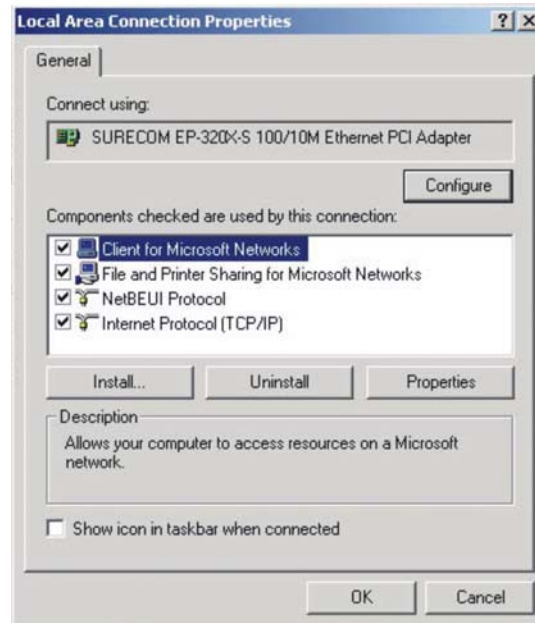 Local Area Connection Properties
General
Connect using:
SURECOM EP-320X-S 100/10M Ethernet PCI Adapter
Configure
Components checked are used by this connection:
Client for Microsoft Networks
File and Printer Sharing for Microsoft Networks
NetBEUI Protocol
Internet Protocol (TCP/IP)
Install... Uninstall Properties
Description
Allows your computer to access resources on a Microsoft
network.
Show icon in taskbar when connected
OK Cancel